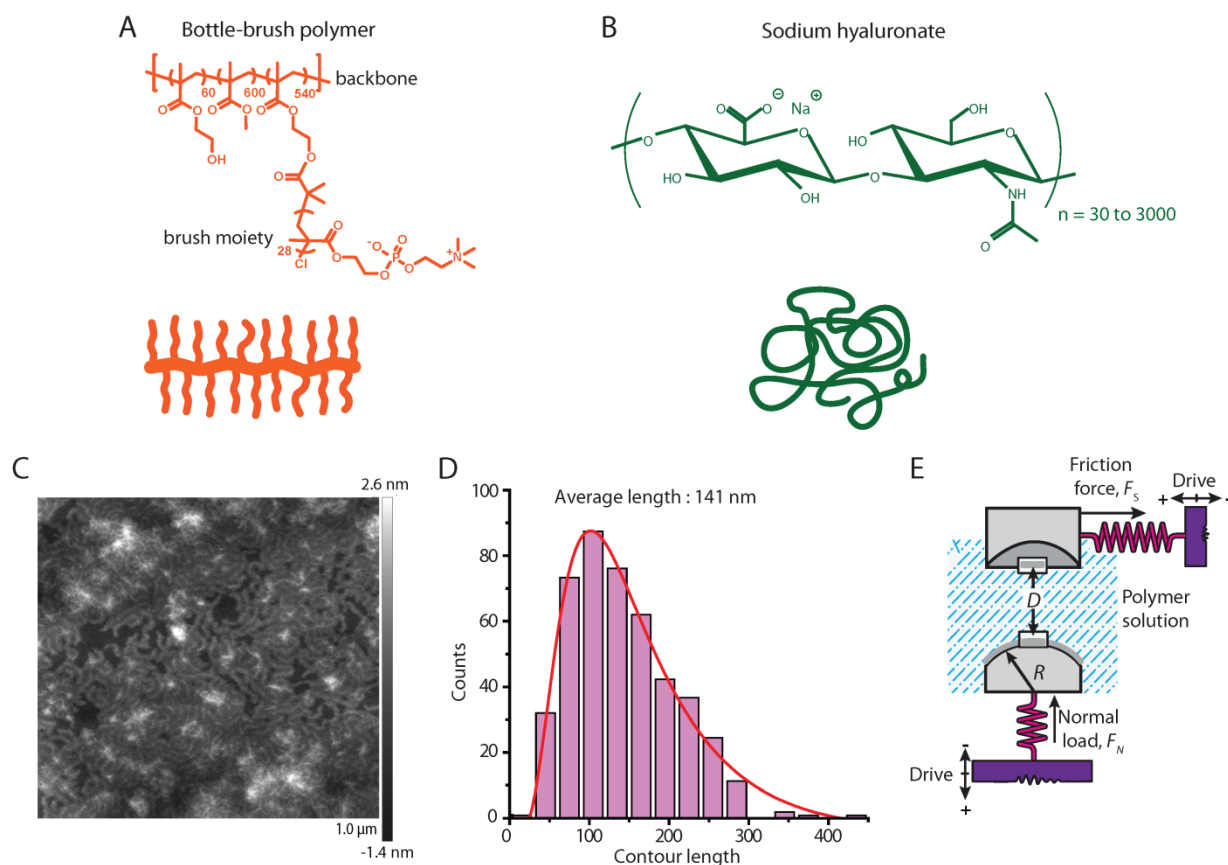 A
Bottle-brush polymer
backbone
60
600
540
O
O
O
O
O
O
OH
O
O
brush moiety
28
Cl
O
O
O
-O
O
P
O
N
+
B
Sodium hyaluronate
O
O
⊖
Na
⊕
OH
O
O
HO
OH
O
HO
O
O
NH
O
n = 30 to 3000
C
2.6 nm
1.0 μm
-1.4 nm
D
Average length : 141 nm
100
80
60
40
20
0
Counts
0
100
200
300
400
Contour length
E
Friction
force, Fs
Drive
+
-
D
Polymer
solution
R
Normal
load, FN
Drive
-
+